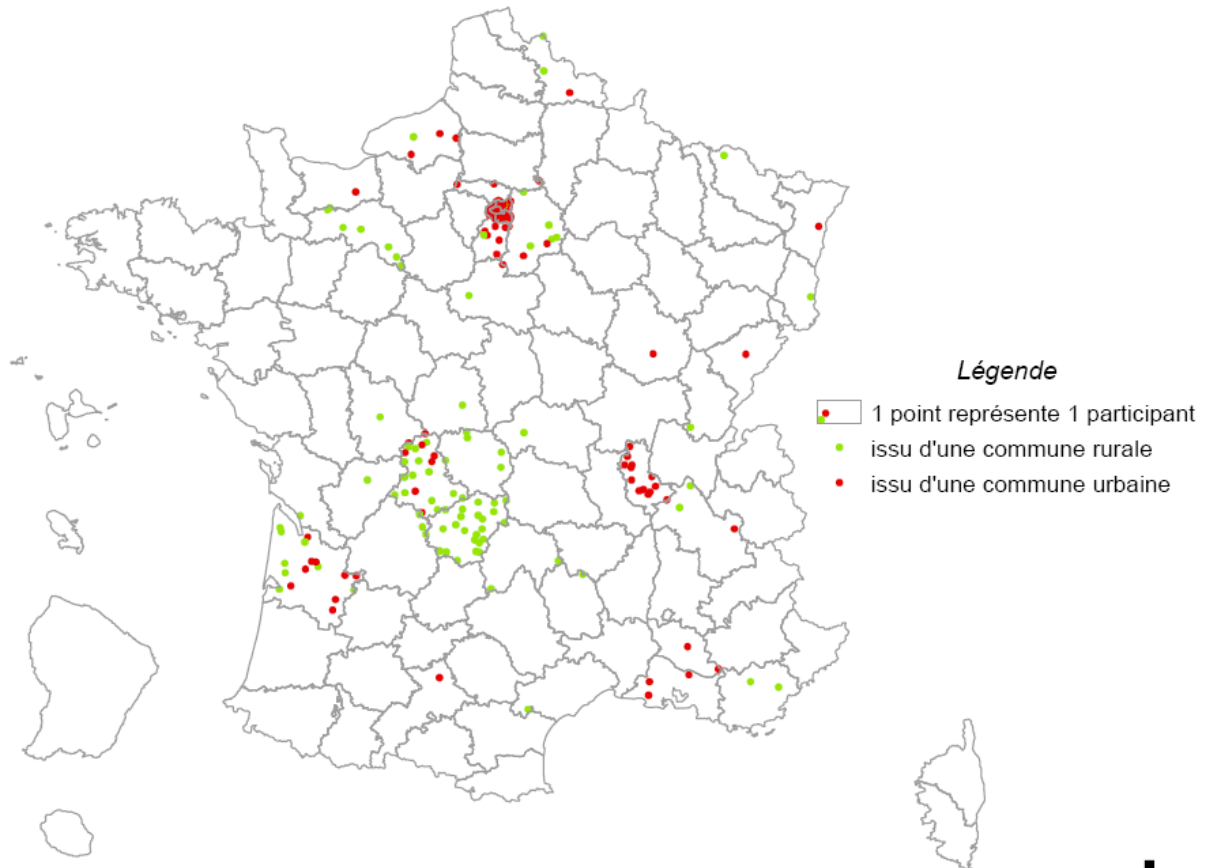 Légende
1 point représente 1 participant
issu d'une commune rurale
issu d'une commune urbaine